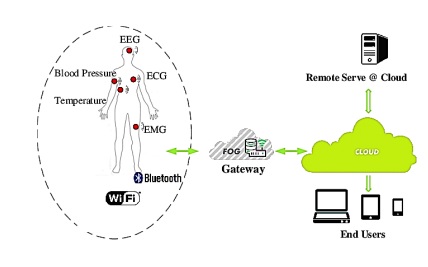 EEG
Blood Pressure
ECG
Temperature
EMG
Bluetooth
WiFi
FOG
Gateway
Remote Serve @ Cloud
CLOUD
End Users